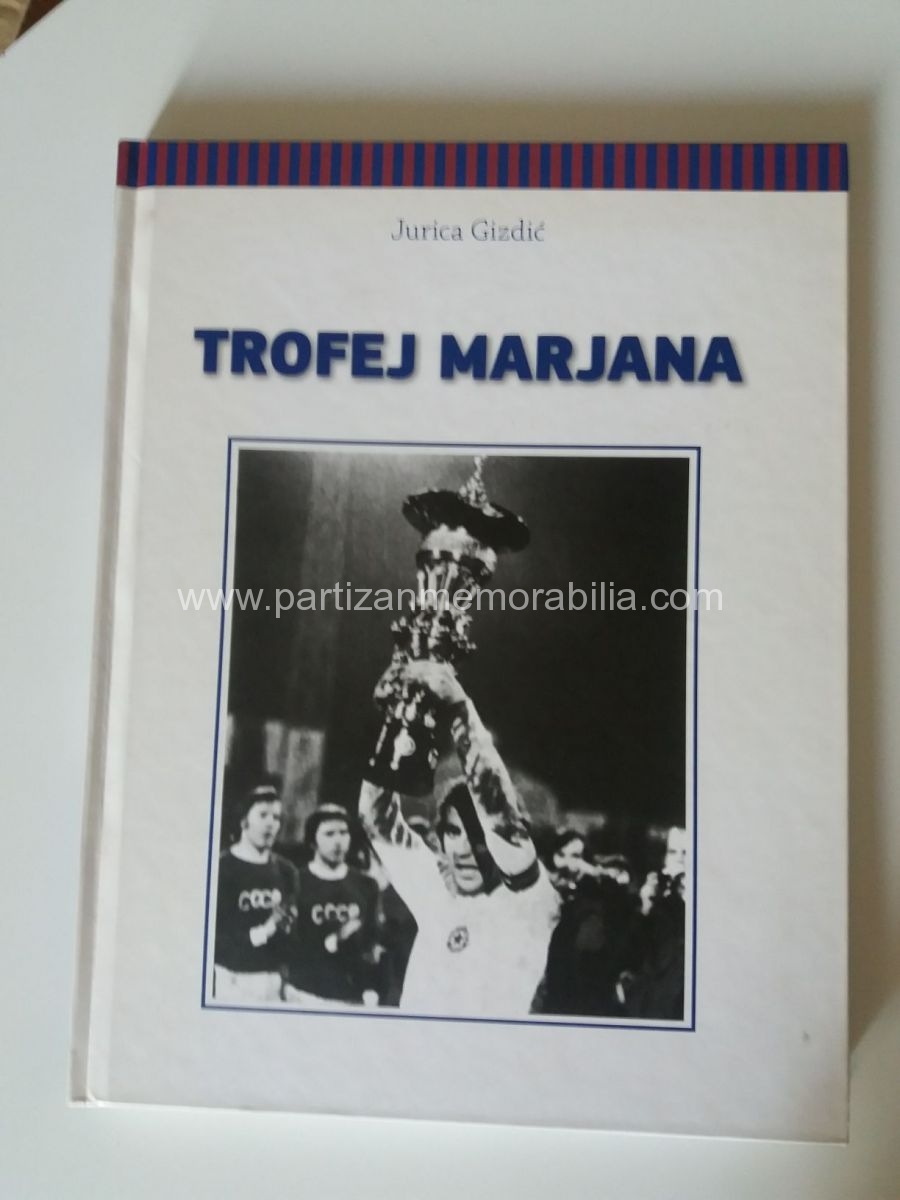 Jurica Gizdić
TROFEJ MARJANA
www.partizanmemorabilia.com
CCCP
CCCP